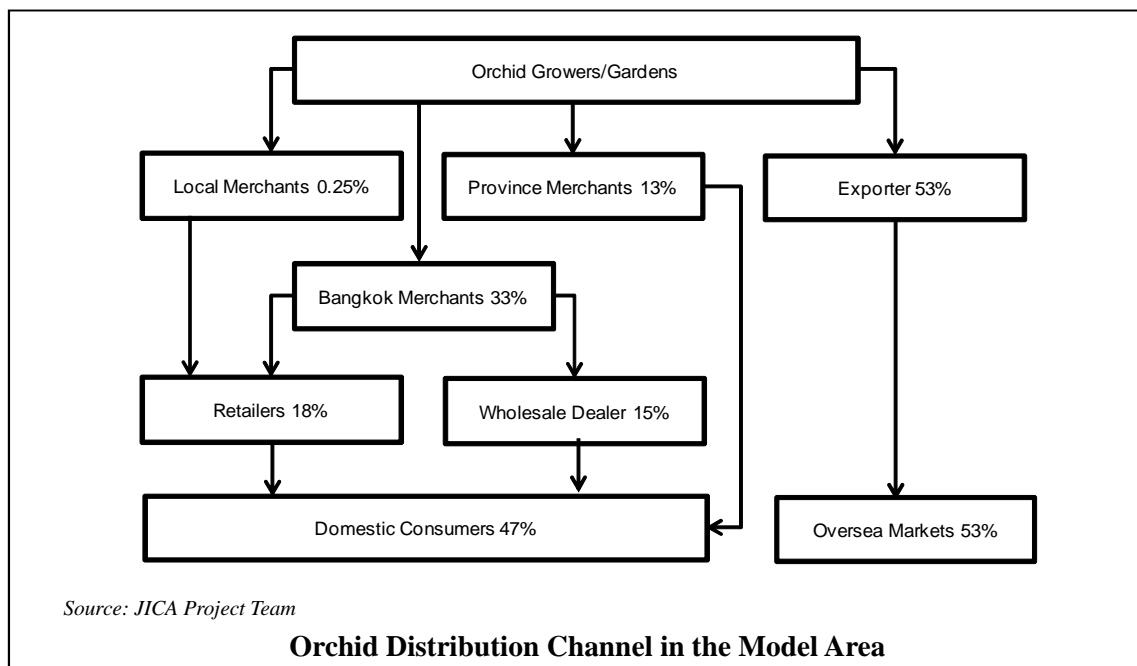 Orchid Growers/Gardens
Local Merchants 0.25%
Province Merchants 13%
Exporter 53%
Bangkok Merchants 33%
Retailers 18%
Wholesale Dealer 15%
Domestic Consumers 47%
Oversea Markets 53%
Source: JICA Project Team
Orchid Distribution Channel in the Model Area